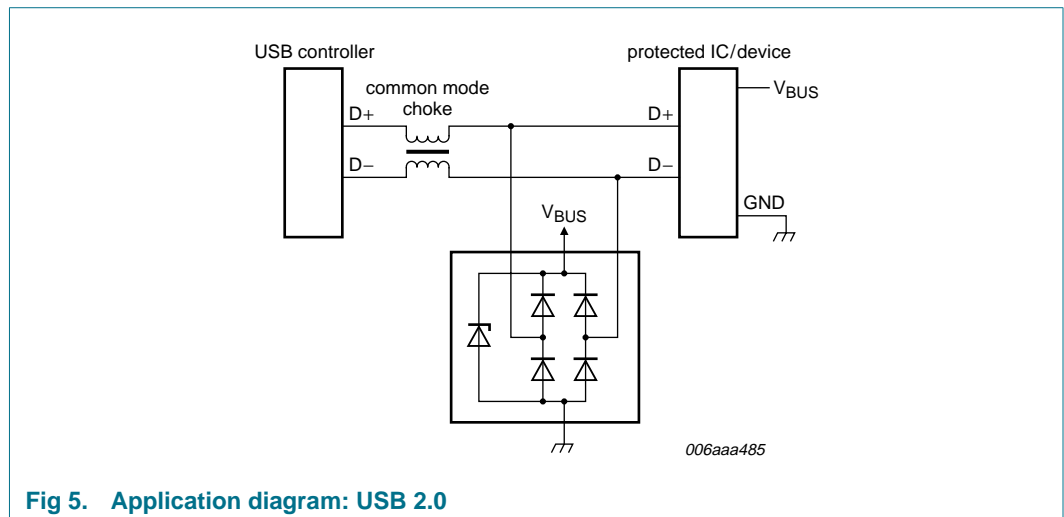 USB controller
protected IC/device
common mode
choke
VBUS
D+
D+
D−
D−
GND
VBUS
006aaa485
Fig 5. Application diagram: USB 2.0